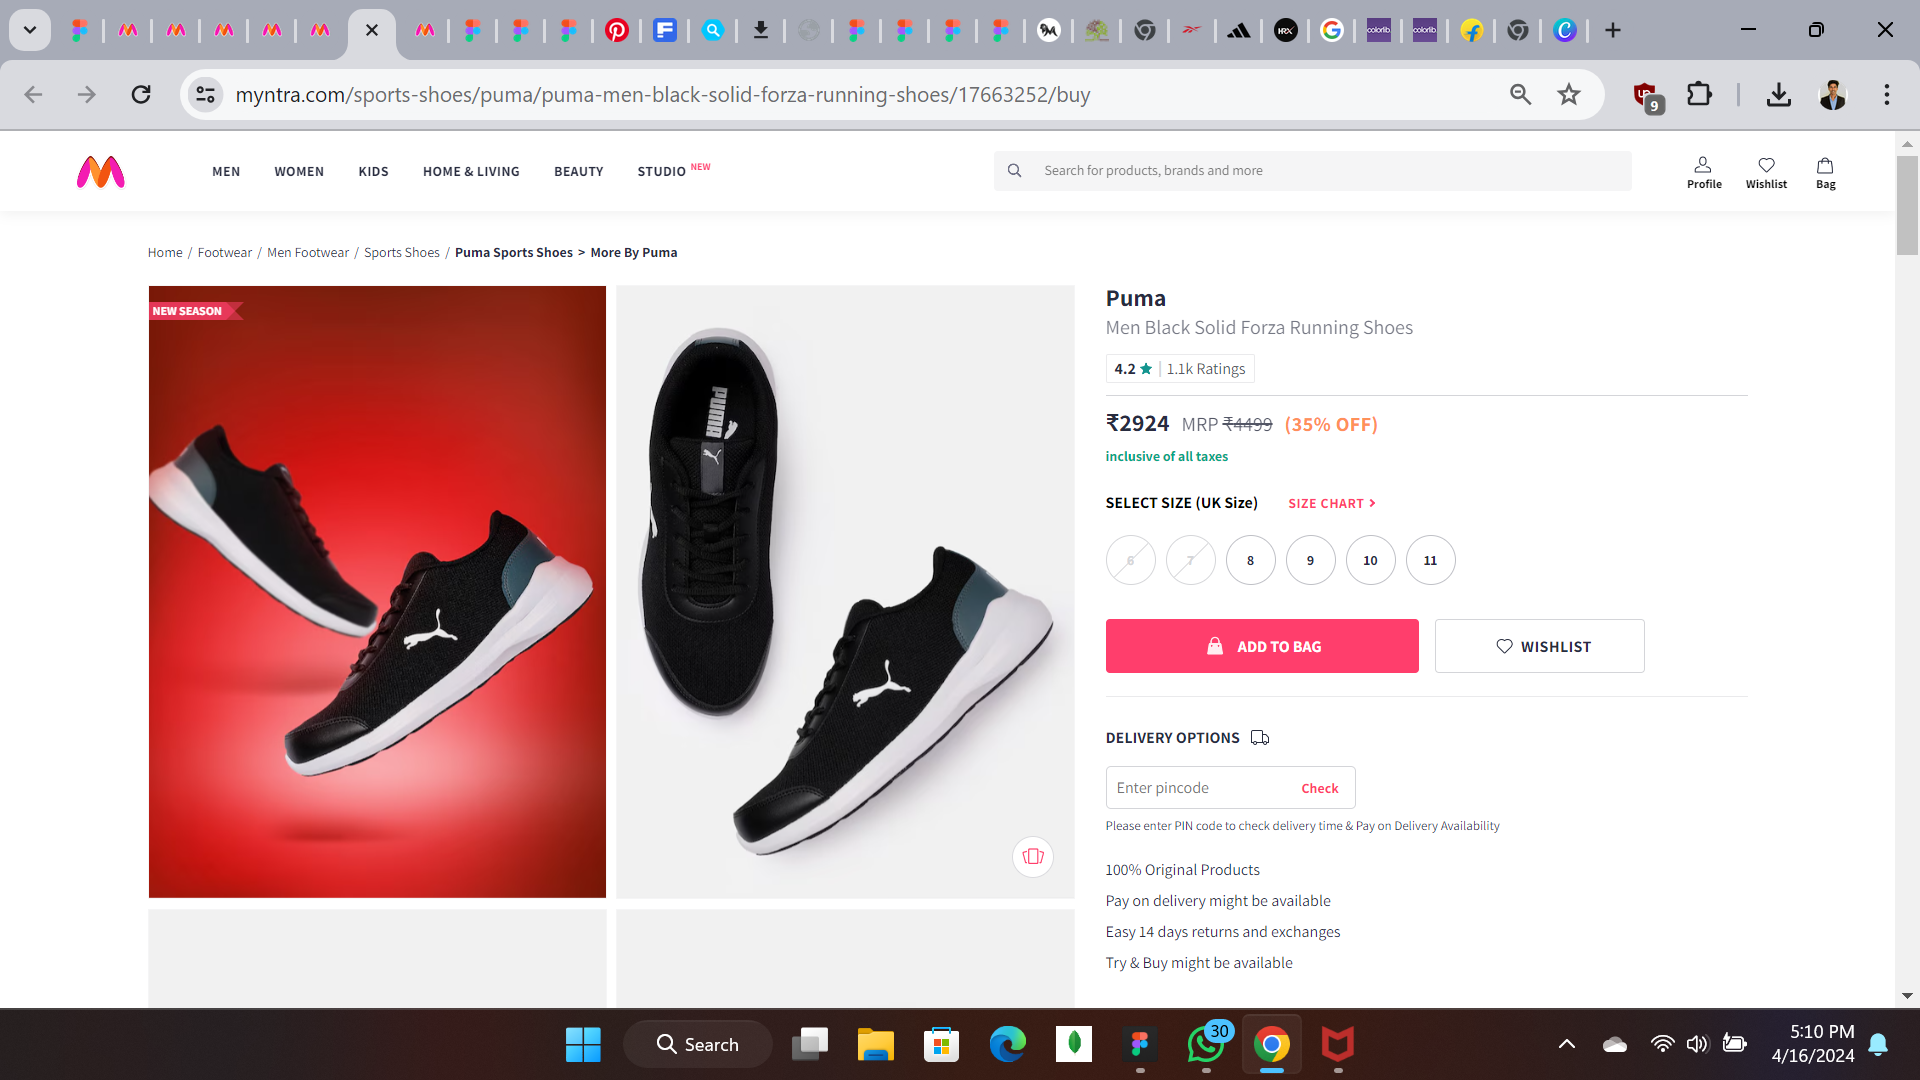 myntra.com/sports-shoes/puma/puma-men-black-solid-forza-running-shoes/17663252/buy
9
MEN WOMEN KIDS HOME & LIVING BEAUTY STUDIO NEW
Search for products, brands and more
Profile Wishlist Bag
Home / Footwear / Men Footwear / Sports Shoes / Puma Sports Shoes > More By Puma
NEW SEASON
PUMA
Puma
Men Black Solid Forza Running Shoes
4.2 ★ | 1.1k Ratings
₹2924 MRP ₹4499 (35% OFF)
inclusive of all taxes
SELECT SIZE (UK Size) SIZE CHART >
6 7 8 9 10 11
ADD TO BAG WISHLIST
DELIVERY OPTIONS
Enter pincode Check
Please enter PIN code to check delivery time & Pay on Delivery Availability
100% Original Products
Pay on delivery might be available
Easy 14 days returns and exchanges
Try & Buy might be available
Search
30
5:10 PM
4/16/2024